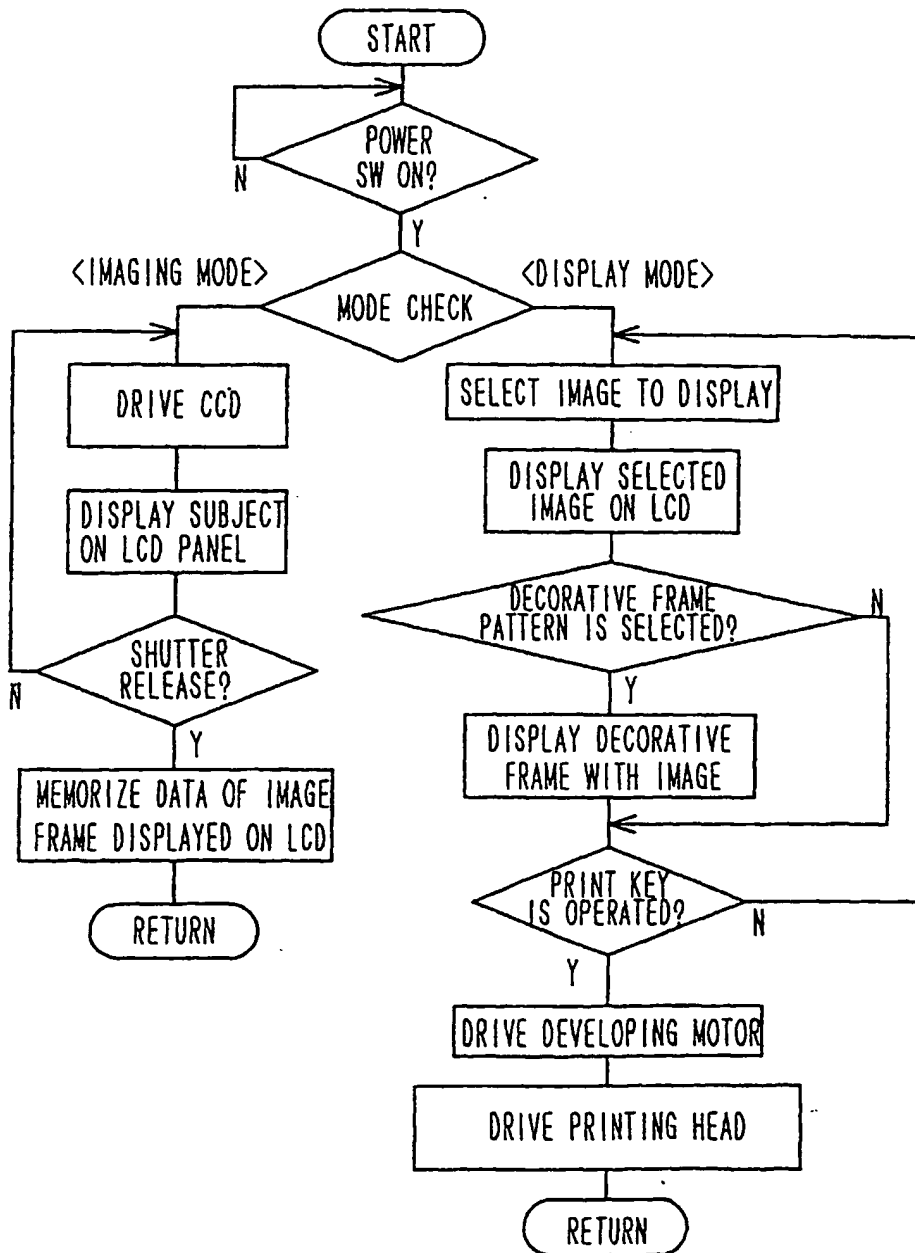 START
POWER
SW ON?
N
Y
<IMAGING MODE>
MODE CHECK
<DISPLAY MODE>
DRIVE CCD
DISPLAY SUBJECT
ON LCD PANEL
SHUTTER
RELEASE?
N
Y
MEMORIZE DATA OF IMAGE
FRAME DISPLAYED ON LCD
RETURN
SELECT IMAGE TO DISPLAY
DISPLAY SELECTED
IMAGE ON LCD
DECORATIVE FRAME
PATTERN IS SELECTED?
N
Y
DISPLAY DECORATIVE
FRAME WITH IMAGE
PRINT KEY
IS OPERATED?
N
Y
DRIVE DEVELOPING MOTOR
DRIVE PRINTING HEAD
RETURN